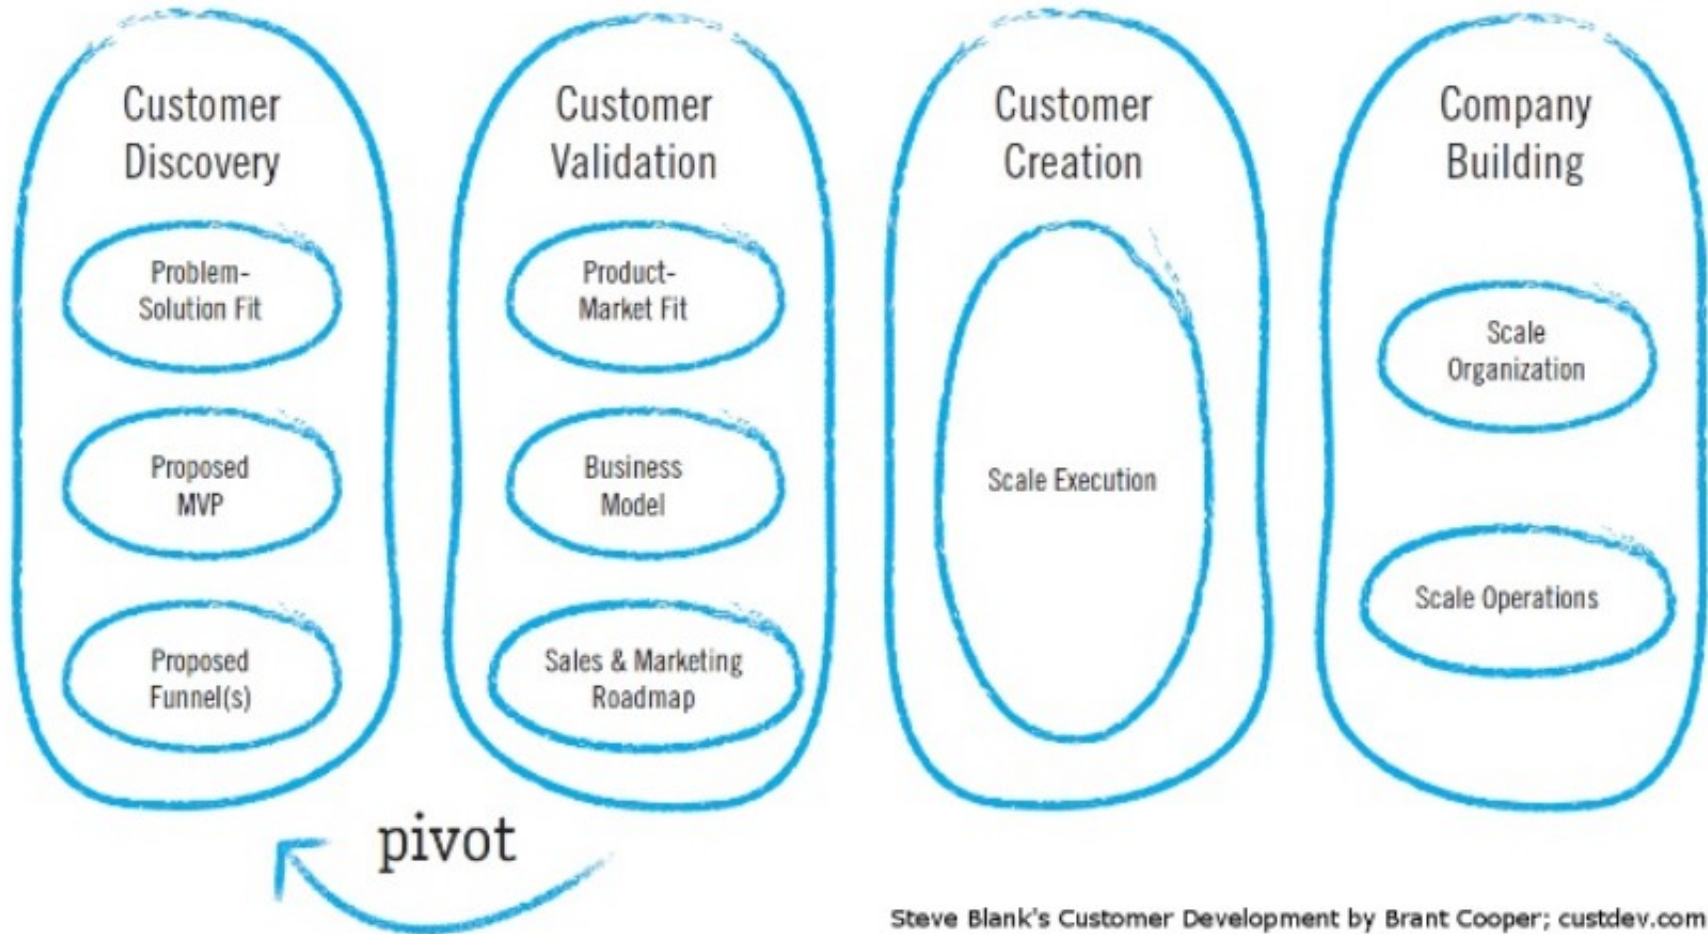 Customer
Discovery
Problem-
Solution Fit
Proposed
MVP
Proposed
Funnel(s)
Customer
Validation
Product-
Market Fit
Business
Model
Sales & Marketing
Roadmap
Customer
Creation
Scale Execution
Company
Building
Scale
Organization
Scale Operations
pivot
Steve Blank's Customer Development by Brant Cooper; custdev.com